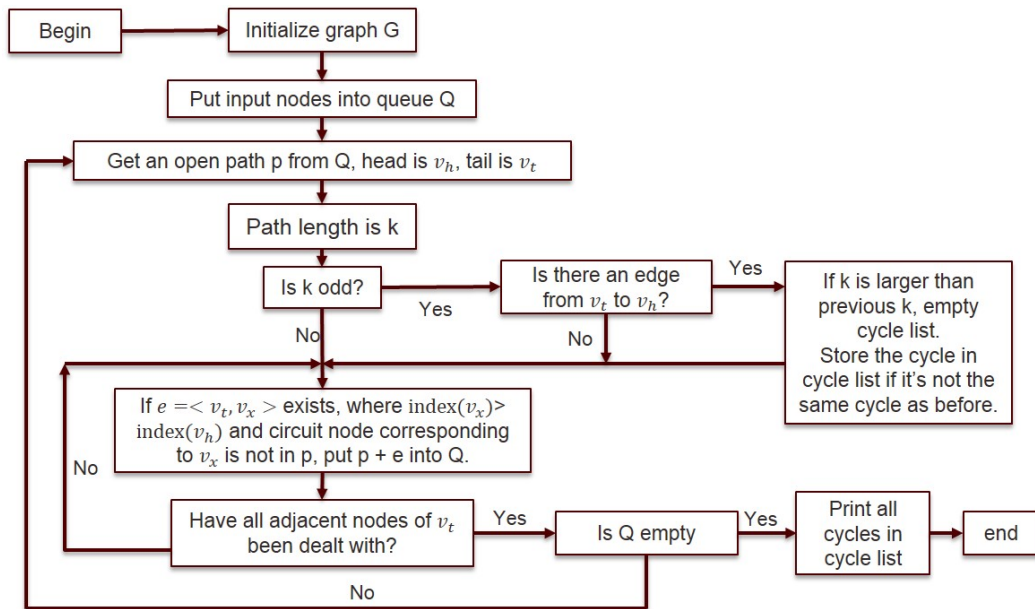 Begin
Initialize graph G
Put input nodes into queue Q
Get an open path p from Q, head is v_h, tail is v_t
Path length is k
Is k odd?
Yes
Is there an edge
from v_t to v_h?
Yes
If k is larger than
previous k, empty
cycle list.
Store the cycle in
cycle list if it’s not the
same cycle as before.
No
No
If e =< v_t, v_x > exists, where index(v_x)>
index(v_h) and circuit node corresponding
to v_x is not in p, put p + e into Q.
No
Have all adjacent nodes of v_t
been dealt with?
Yes
Is Q empty
Yes
Print all
cycles in
cycle list
end
No